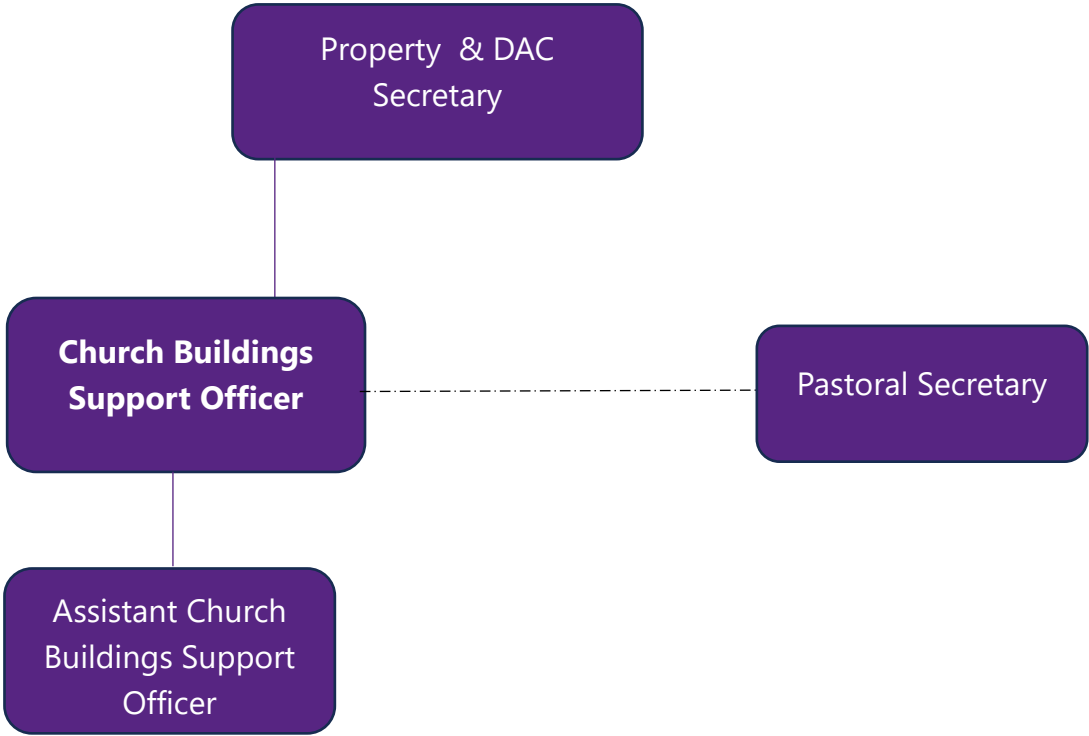 Property & DAC
Secretary
Church Buildings
Support Officer
Pastoral Secretary
Assistant Church
Buildings Support
Officer